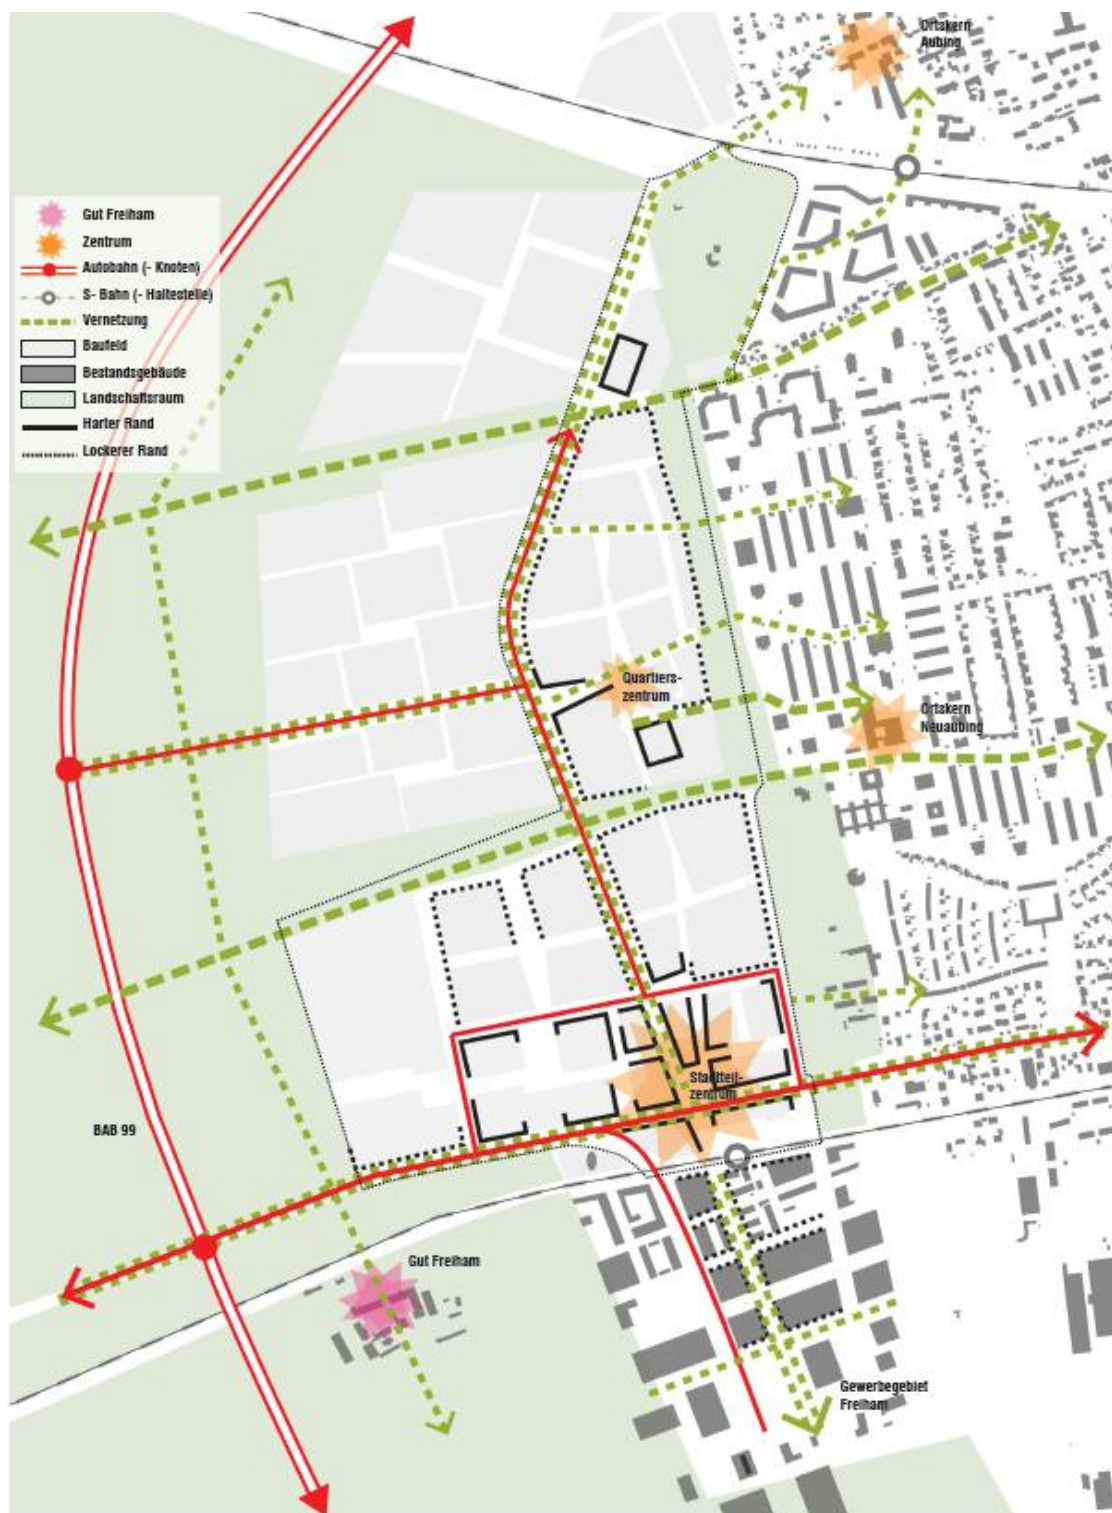 Ortskern
Aubing
Gut Freiham
Zentrum
Autobahn (- Knoten)
S- Bahn (- Haltestelle)
Vernetzung
Baufeld
Bestandsgebäude
Landschaftsraum
Harter Rand
Lockerer Rand
Quartiers-
zentrum
Ortskern
Neuaubing
Stadtteil-
zentrum
BAB 99
Gut Freiham
Gewerbegebiet
Freiham